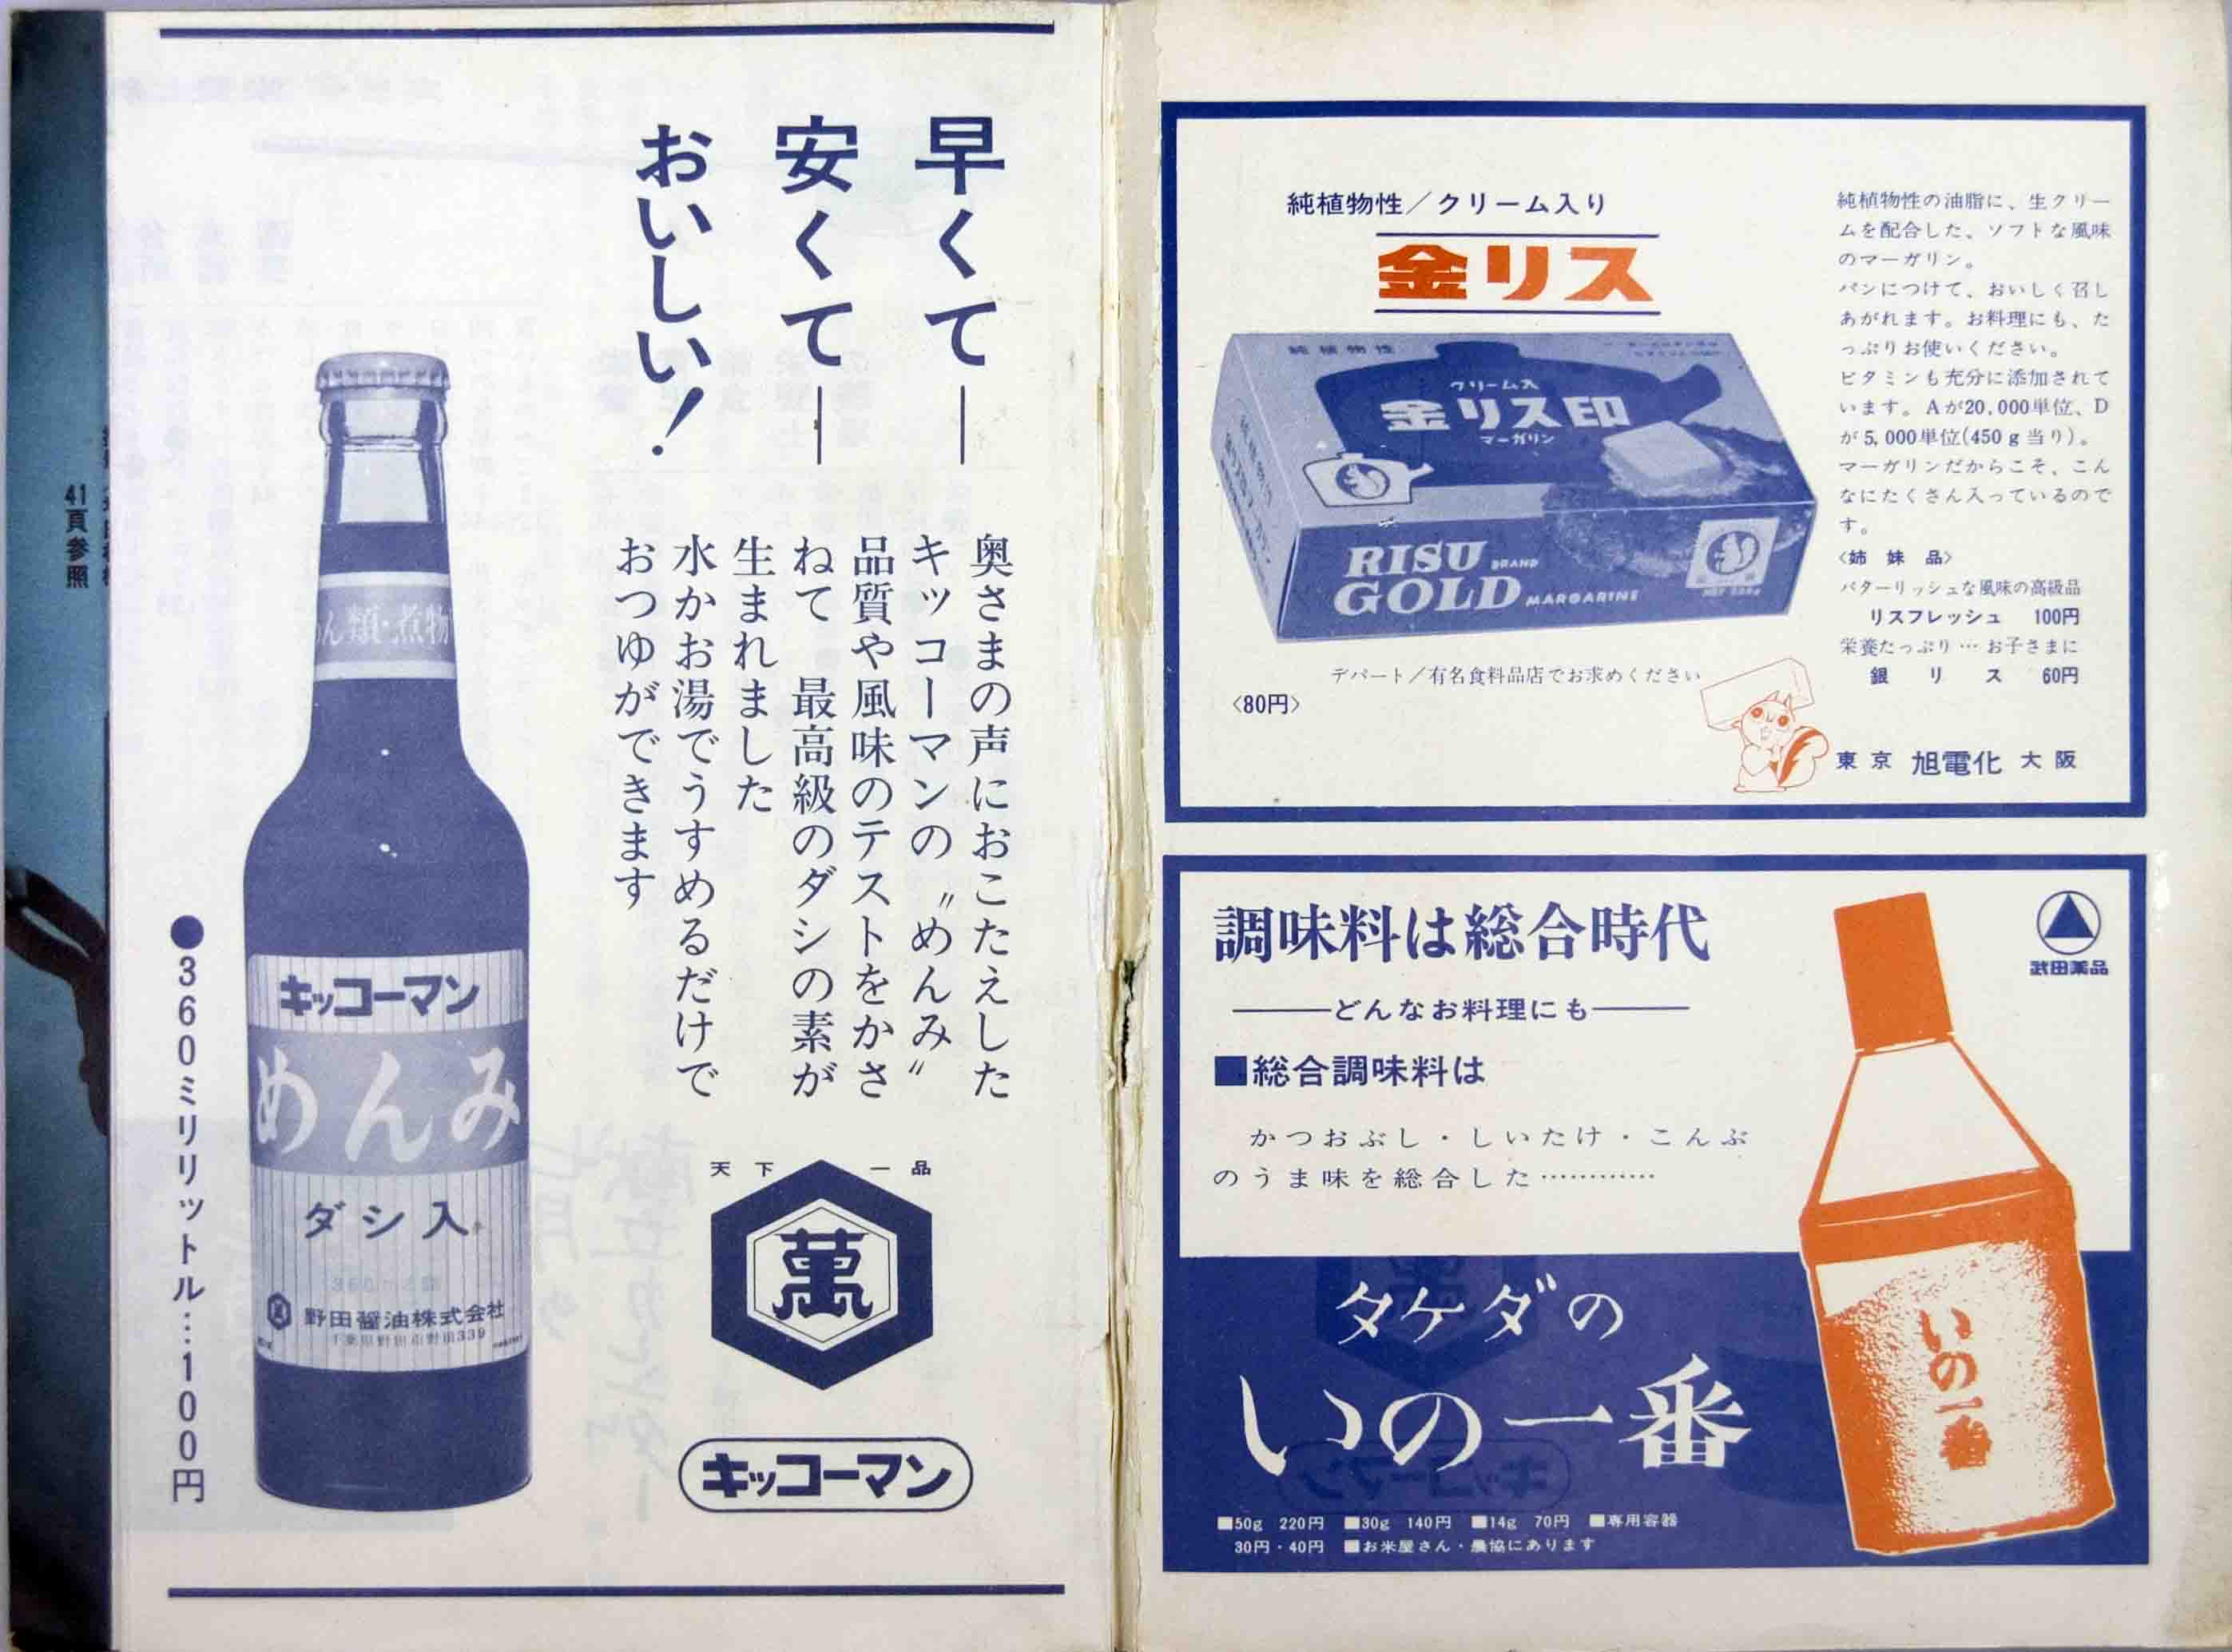 41頁参照
早くて―
安くて―
おいしい！
奥さまの声におこたえした
キッコーマンの〝めんみ〟
品質や風味のテストをかさ
ねて　最高級のダシの素が
生まれました
水かお湯でうすめるだけで
おつゆができます
ん類・煮物
キッコーマン
めんみ
ダシ入
野田醤油株式会社
千葉県野田市野田339
●360ミリリットル…100円
天下一品
萬
キッコーマン
純植物性／クリーム入り
金リス
純植物性
クリーム入
金リス印
マーガリン
RISU BRAND
GOLD MARGARINE
デパート／有名食料品店でお求めください
〈80円〉
純植物性の油脂に、生クリー
ムを配合した、ソフトな風味
のマーガリン。
パンにつけて、おいしく召し
あがれます。お料理にも、た
っぷりお使いください。
ビタミンも充分に添加されて
います。Aが20,000単位、D
が5,000単位(450g当り)。
マーガリンだからこそ、こん
なにたくさん入っているので
す。
〈姉妹品〉
バターリッシュな風味の高級品
リスフレッシュ　100円
栄養たっぷり…お子さまに
銀リス　60円
東京　旭電化　大阪
調味料は総合時代
――どんなお料理にも――
■総合調味料は
かつおぶし・しいたけ・こんぶ
のうま味を総合した…………
武田薬品
タケダの
いの一番
いの一番
■50g　220円　■30g　140円　■14g　70円　■専用容器
30円・40円　■お米屋さん・農協にあります